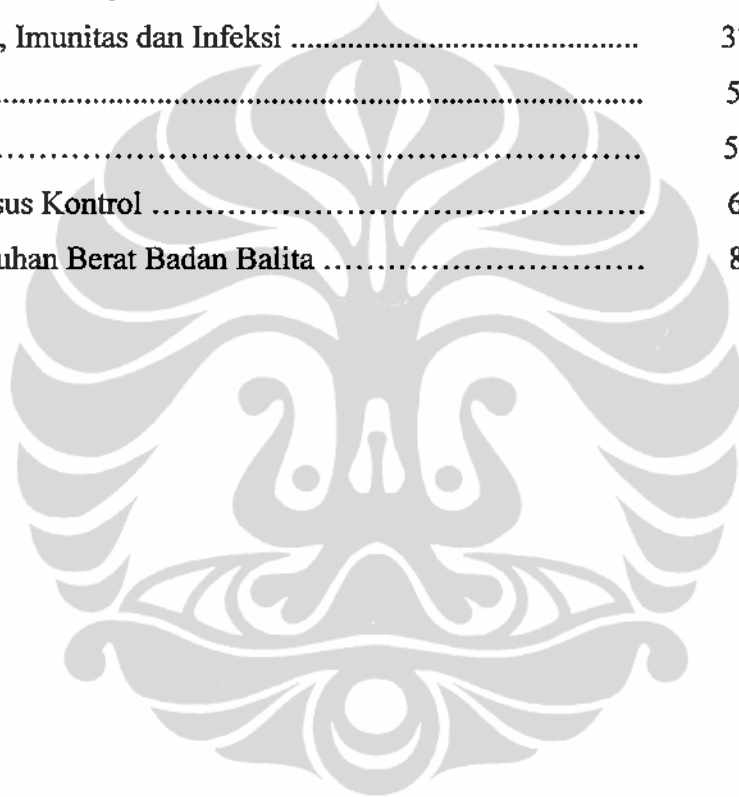 , Imunitas dan Infeksi ........................................ 3
........................................ 5
........................................ 5
sus Kontrol ........................................ 6
uhan Berat Badan Balita ........................................ 8